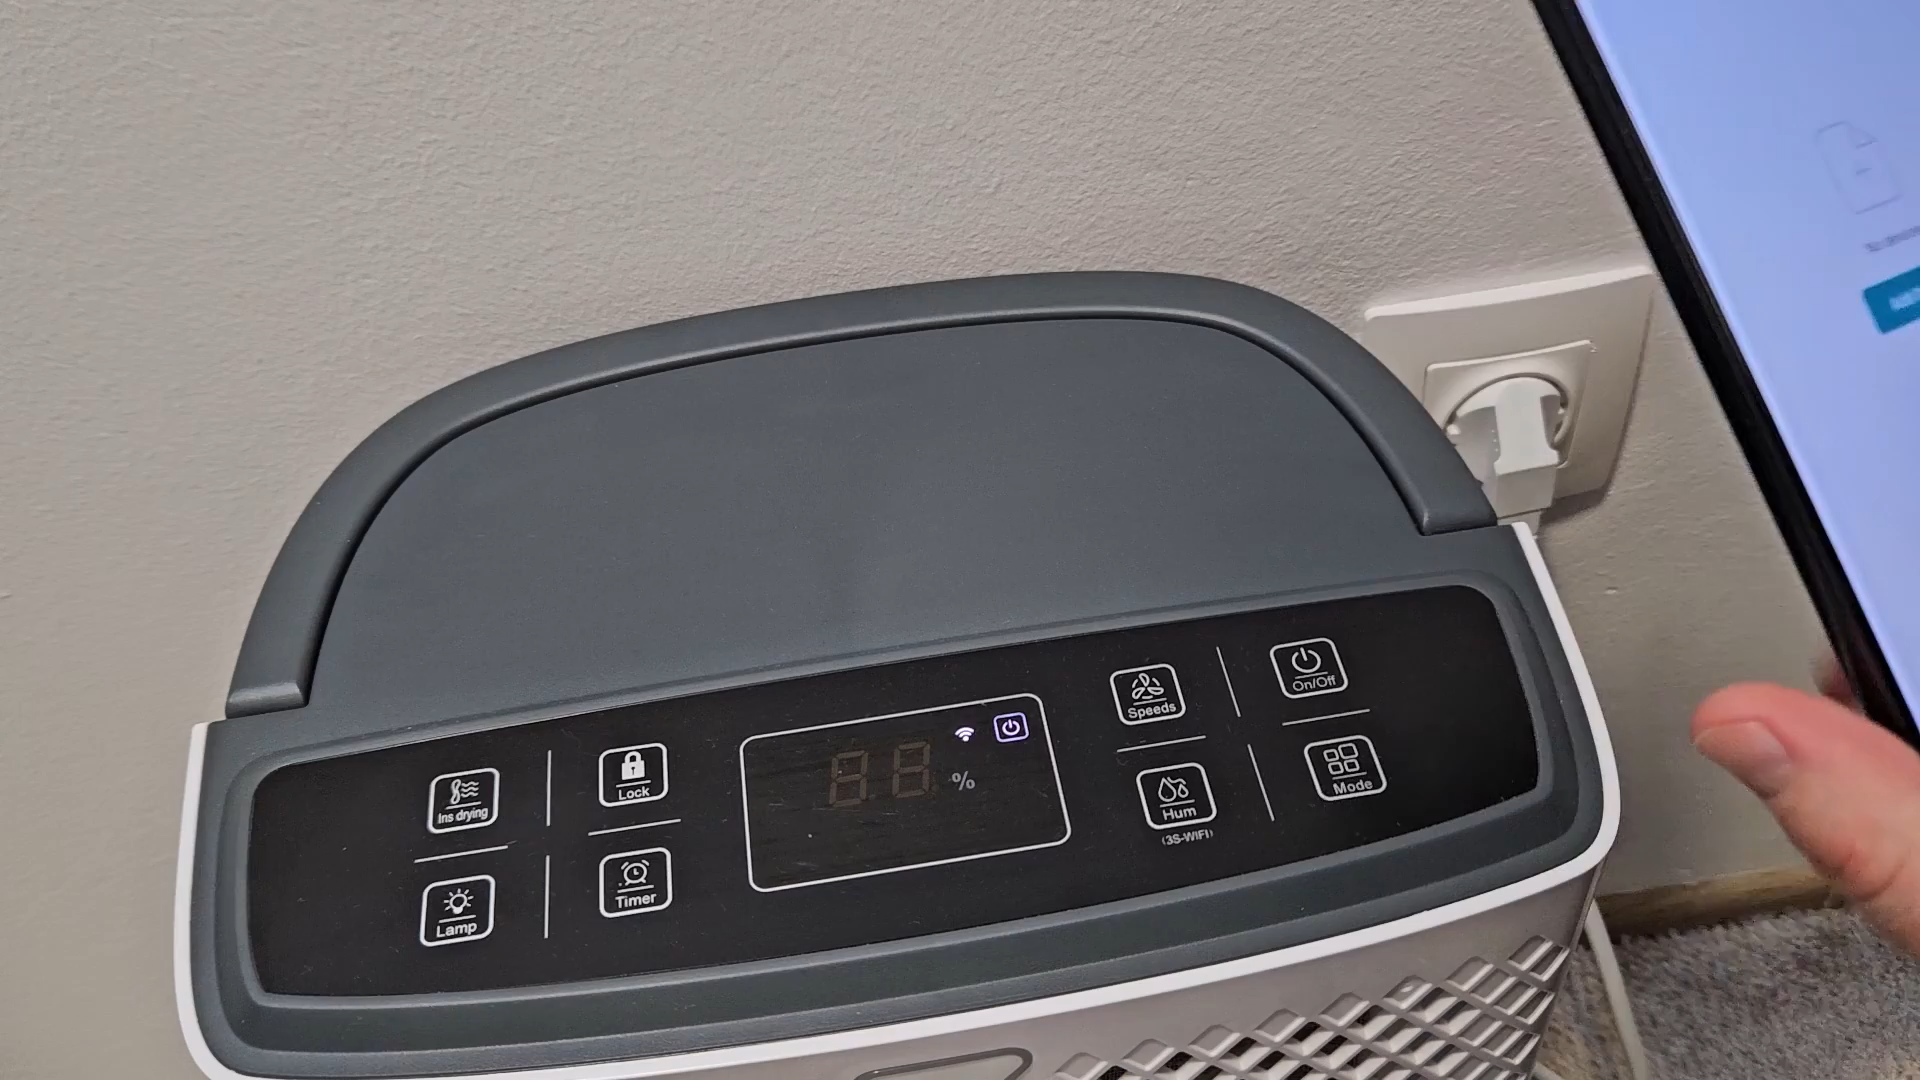 Ins drying
Lock
Lamp
Timer
%
Speeds
On/Off
Hum
(3S-WIFI)
Mode